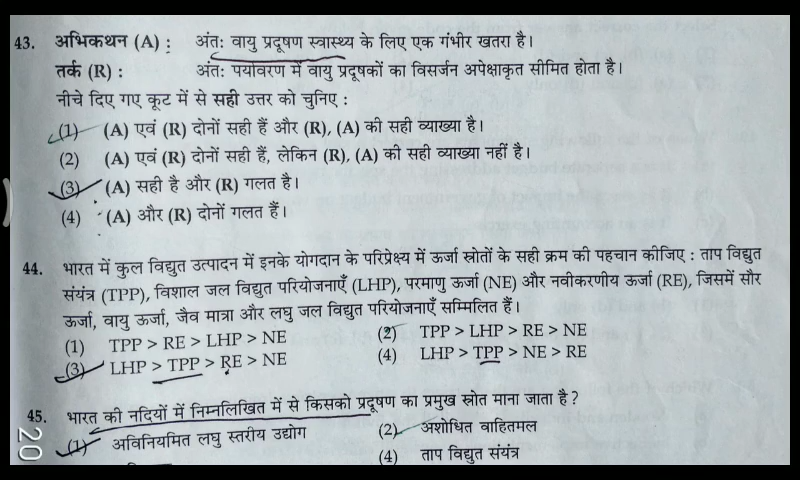 43. अभिकथन (A) : अंतः वायु प्रदूषण स्वास्थ्य के लिए एक गंभीर खतरा है।
तर्क (R) : अंतः पर्यावरण में वायु प्रदूषकों का विसर्जन अपेक्षाकृत सीमित होता है।
नीचे दिए गए कूट में से सही उत्तर को चुनिए :
(1) (A) एवं (R) दोनों सही हैं और (R), (A) की सही व्याख्या है।
(2) (A) एवं (R) दोनों सही हैं, लेकिन (R), (A) की सही व्याख्या नहीं है।
(3) (A) सही है और (R) गलत है।
(4) (A) और (R) दोनों गलत हैं।
44. भारत में कुल विद्युत उत्पादन में इनके योगदान के परिप्रेक्ष्य में ऊर्जा स्रोतों के सही क्रम की पहचान कीजिए : ताप विद्युत
संयंत्र (TPP), विशाल जल विद्युत परियोजनाएँ (LHP), परमाणु ऊर्जा (NE) और नवीकरणीय ऊर्जा (RE), जिसमें सौर
ऊर्जा, वायु ऊर्जा, जैव मात्रा और लघु जल विद्युत परियोजनाएँ सम्मिलित हैं।
(1) TPP > RE > LHP > NE (2) TPP > LHP > RE > NE
(3) LHP > TPP > RE > NE (4) LHP > TPP > NE > RE
45. भारत की नदियों में निम्नलिखित में से किसको प्रदूषण का प्रमुख स्रोत माना जाता है?
(1) अविनियमित लघु स्तरीय उद्योग (2) अशोधित वाहितमल
(4) ताप विद्युत संयंत्र
20